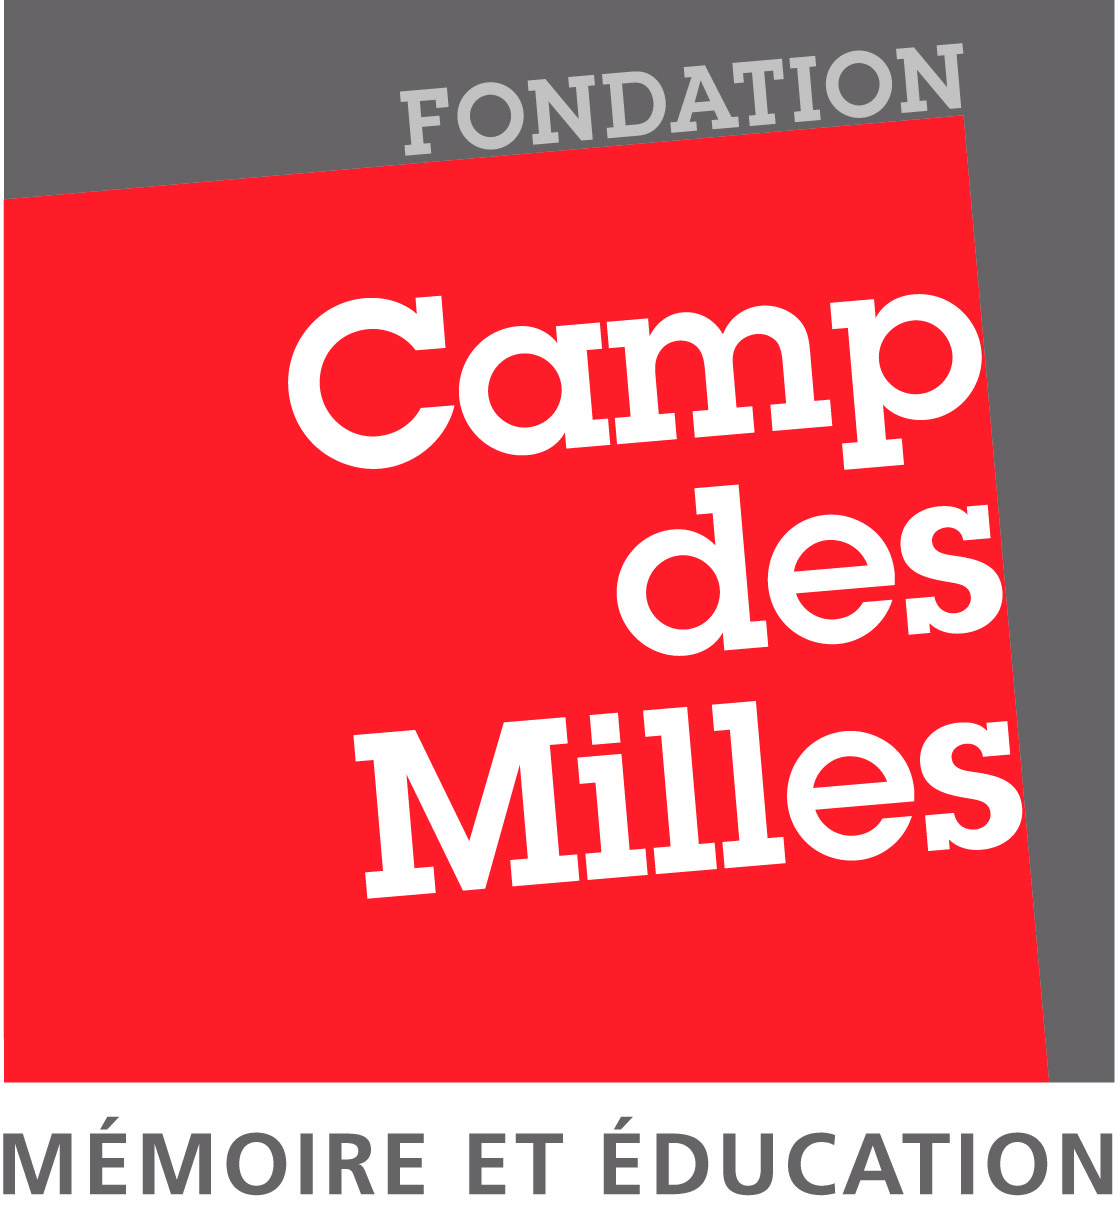 FONDATION
Camp
des
Milles
MÉMOIRE ET ÉDUCATION